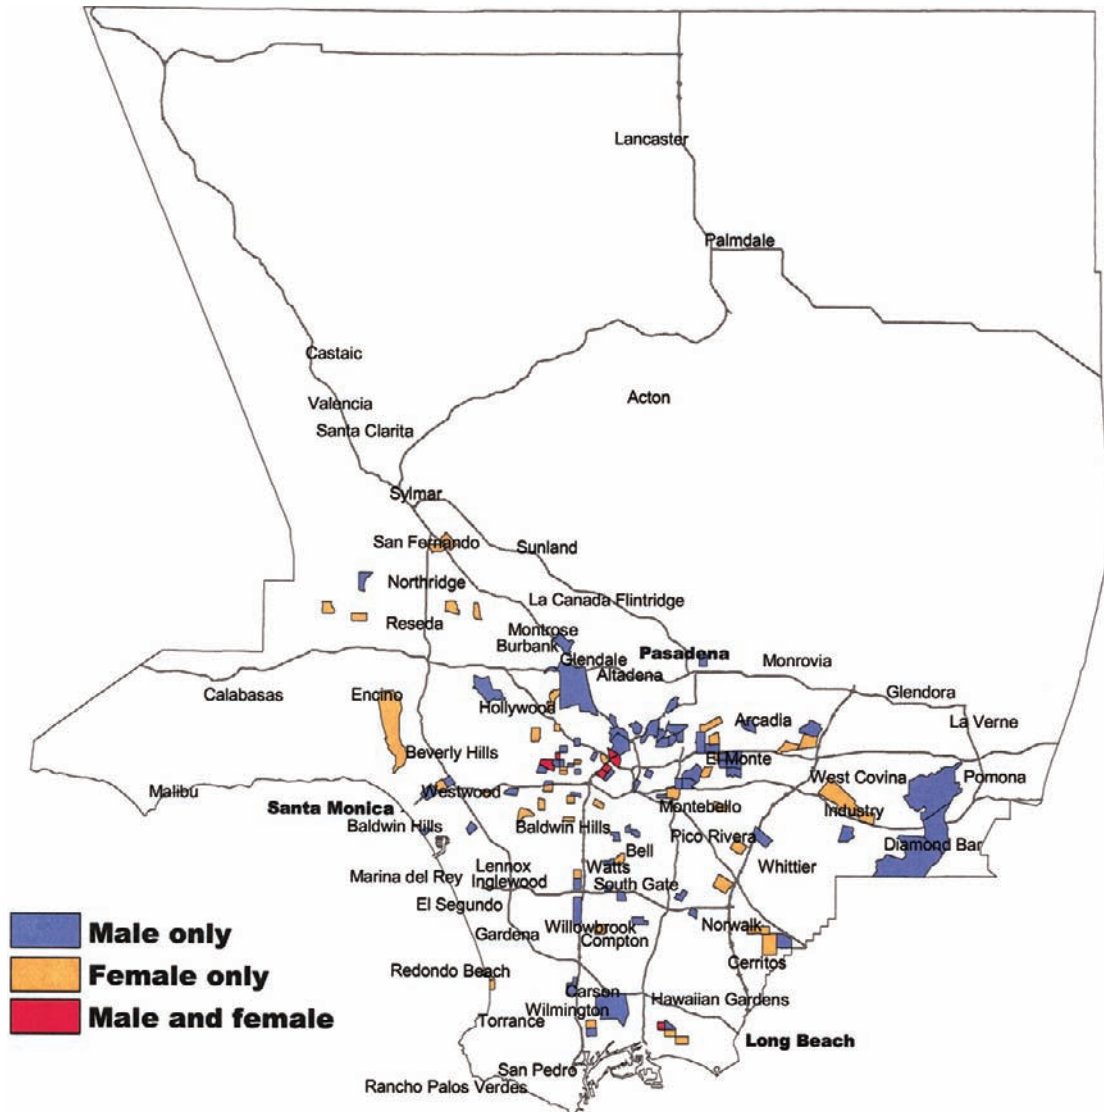 Lancaster
Palmdale
Castaic
Acton
Valencia
Santa Clarita
Sylmar
San Fernando
Sunland
Northridge
La Canada Flintridge
Reseda
Montrose
Burbank
Pasadena
Glendale
Monrovia
Altadena
Calabasas
Encino
Glendora
Hollywood
Arcadia
La Verne
Beverly Hills
El Monte
West Covina
Pomona
Malibu
Westwood
Santa Monica
Montebello
Industry
Baldwin Hills
Baldwin Hills
Pico Rivera
Diamond Bar
Bell
Lennox
Watts
Whittier
Marina del Rey
Inglewood
South Gate
El Segundo
Willowbrook
Norwalk
Gardena
Compton
Cerritos
Redondo Beach
Carson
Hawaiian Gardens
Wilmington
Torrance
Long Beach
San Pedro
Rancho Palos Verdes
Male only
Female only
Male and female